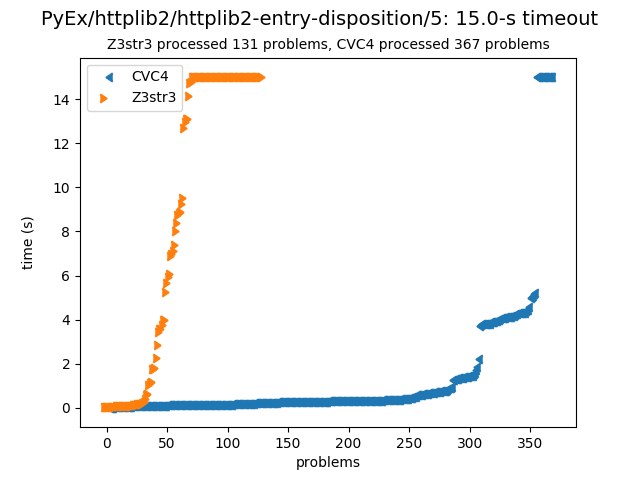 PyEx/httplib2/httplib2-entry-disposition/5: 15.0-s timeout
Z3str3 processed 131 problems, CVC4 processed 367 problems
CVC4
Z3str3
14
12
10
8
6
4
2
0
time (s)
0 50 100 150 200 250 300 350
problems